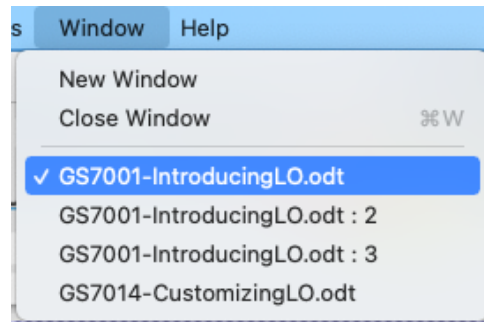 s Window Help
New Window
Close Window ⌘W
✓ GS7001-IntroducingLO.odt
GS7001-IntroducingLO.odt : 2
GS7001-IntroducingLO.odt : 3
GS7014-CustomizingLO.odt